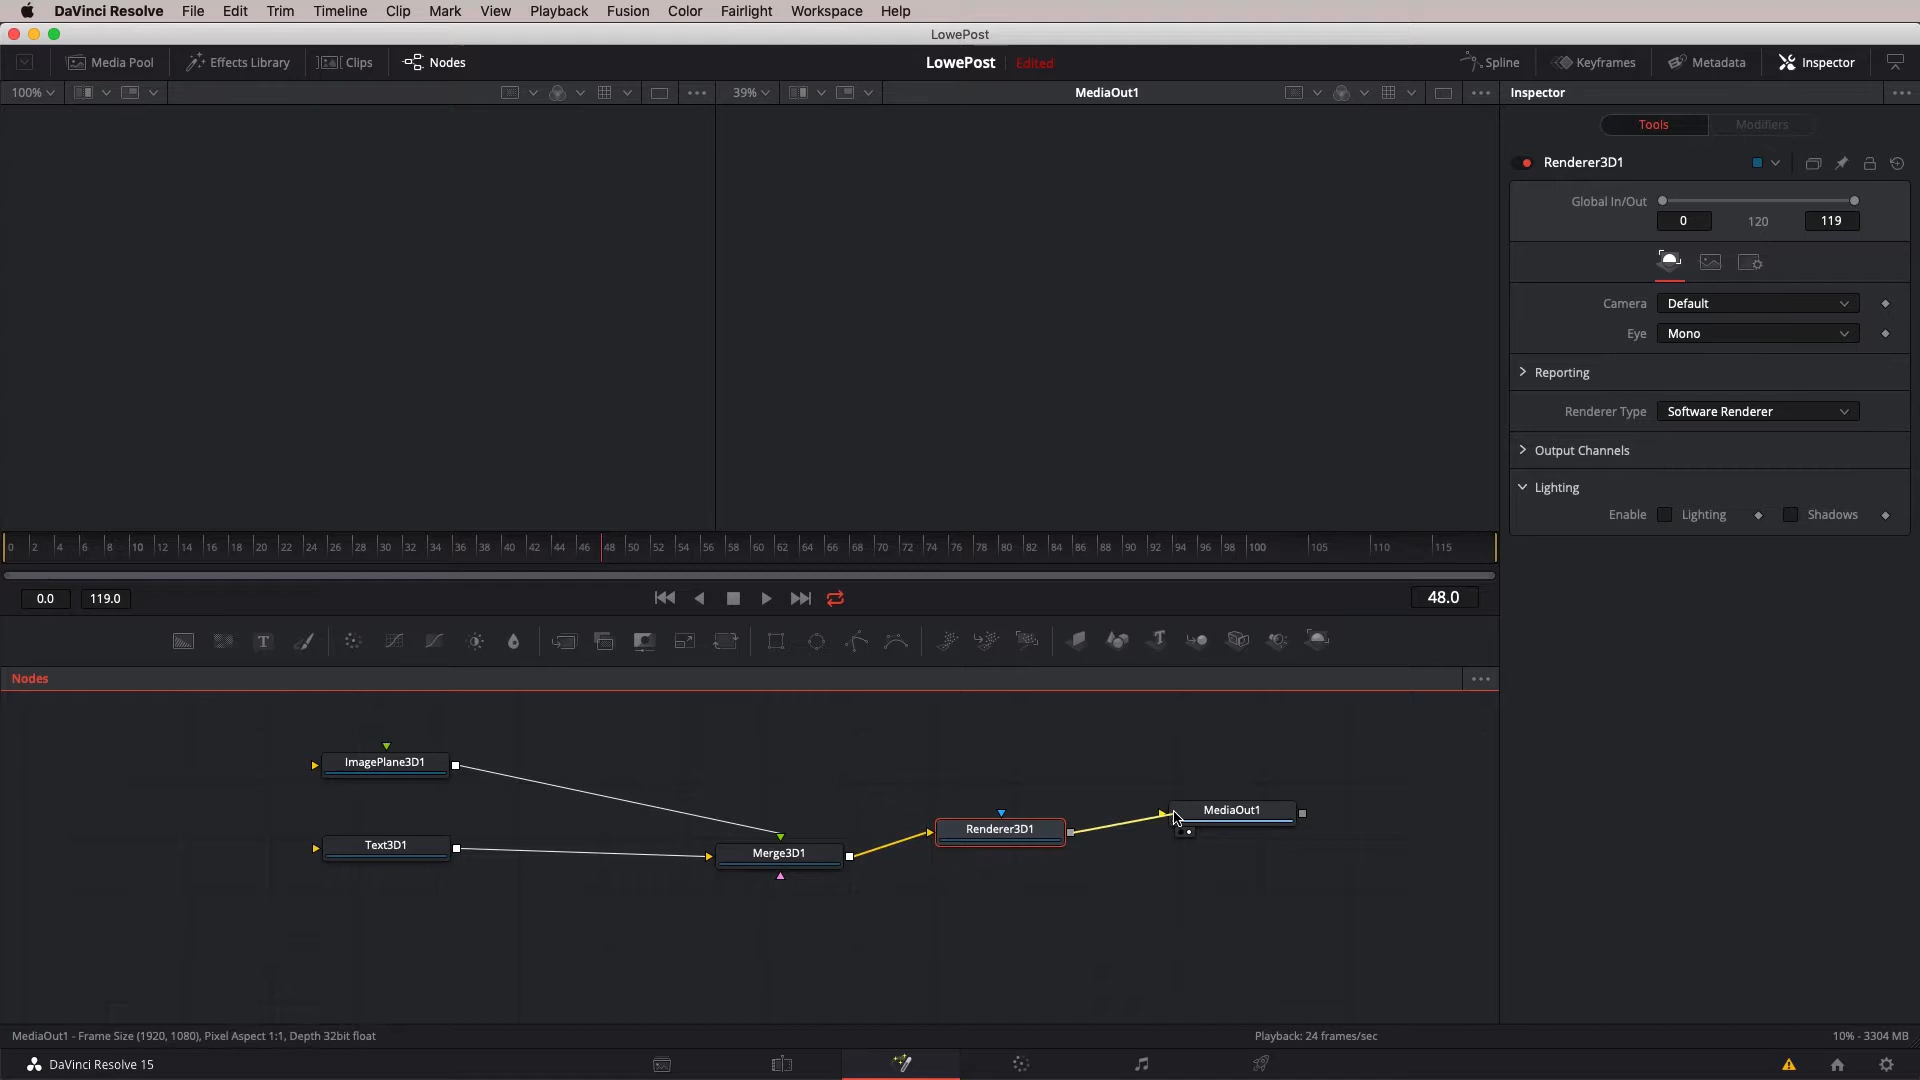 DaVinci Resolve File Edit Trim Timeline Clip Mark View Playback Fusion Color Fairlight Workspace Help
LowePost
Media Pool Effects Library Clips Nodes LowePost Edited Spline Keyframes Metadata Inspector
100% 39% MediaOut1 Inspector
Tools Modifiers
Renderer3D1
Global In/Out
0 120 119
Camera Default
Eye Mono
Reporting
Renderer Type Software Renderer
Output Channels
Lighting
Enable Lighting Shadows
0 2 4 6 8 10 12 14 16 18 20 22 24 26 28 30 32 34 36 38 40 42 44 46 48 50 52 54 56 58 60 62 64 66 68 70 72 74 76 78 80 82 84 86 88 90 92 94 96 98 100 105 110 115
0.0 119.0 48.0
Nodes
ImagePlane3D1
Text3D1
Merge3D1
Renderer3D1
MediaOut1
MediaOut1 - Frame Size (1920, 1080), Pixel Aspect 1:1, Depth 32bit float Playback: 24 frames/sec 10% - 3304 MB
DaVinci Resolve 15